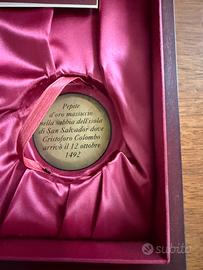 Pepite
d'oro massiccio
nella sabbia dell'isola
di San Salvador dove
Cristoforo Colombo
arrivò il 12 ottobre
1492
subito